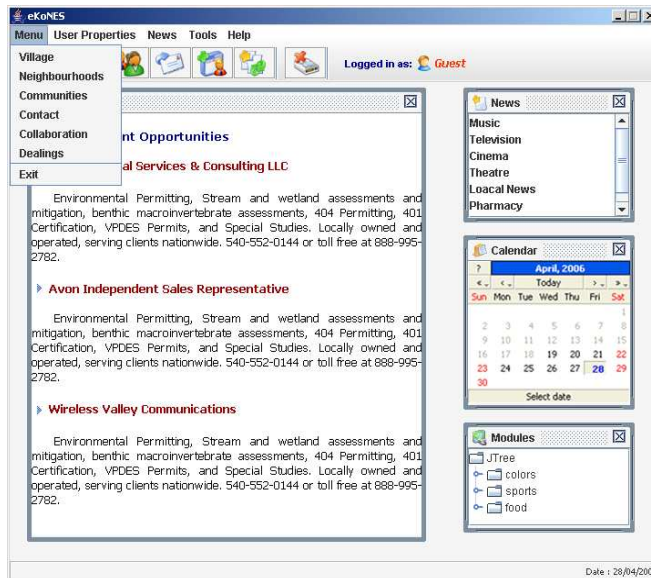 eKoNES
Menu User Properties News Tools Help
Village
Neighbourhoods
Communities
Contact
Collaboration
Dealings
Exit
Logged in as: Guest
nt Opportunities
al Services & Consulting LLC
Environmental Permitting, Stream and wetland assessments and
mitigation, benthic macroinvertebrate assessments, 404 Permitting, 401
Certification, VPDES Permits, and Special Studies. Locally owned and
operated, serving clients nationwide. 540-552-0144 or toll free at 888-995-
2782.
Avon Independent Sales Representative
Environmental Permitting, Stream and wetland assessments and
mitigation, benthic macroinvertebrate assessments, 404 Permitting, 401
Certification, VPDES Permits, and Special Studies. Locally owned and
operated, serving clients nationwide. 540-552-0144 or toll free at 888-995-
2782.
Wireless Valley Communications
Environmental Permitting, Stream and wetland assessments and
mitigation, benthic macroinvertebrate assessments, 404 Permitting, 401
Certification, VPDES Permits, and Special Studies. Locally owned and
operated, serving clients nationwide. 540-552-0144 or toll free at 888-995-
2782.
News
Music
Television
Cinema
Theatre
Loacal News
Pharmacy
Calendar
? April, 2006
« ‹ Today › »
Sun Mon Tue Wed Thu Fri Sat
1
2 3 4 5 6 7 8
9 10 11 12 13 14 15
16 17 18 19 20 21 22
23 24 25 26 27 28 29
30
Select date
Modules
JTree
colors
sports
food
Date : 28/04/200